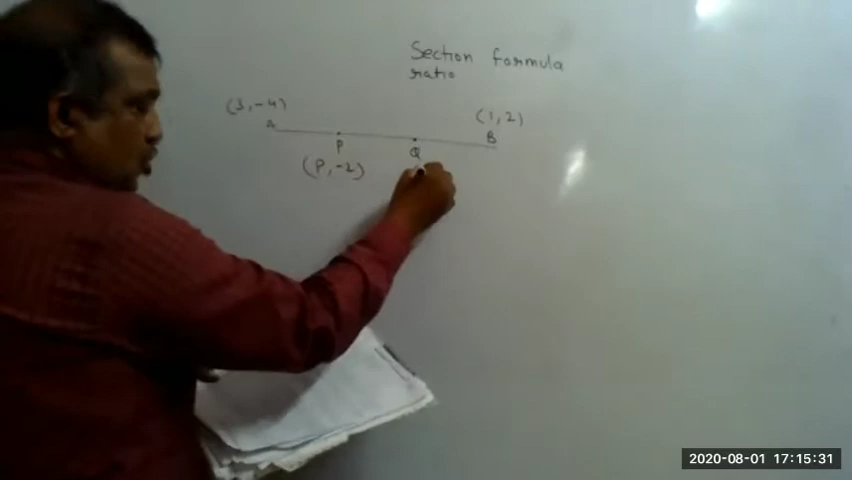 Section formula
ratio
(3,-4)
(1,2)
A
P
Q
B
(P,-2)
2020-08-01 17:15:31